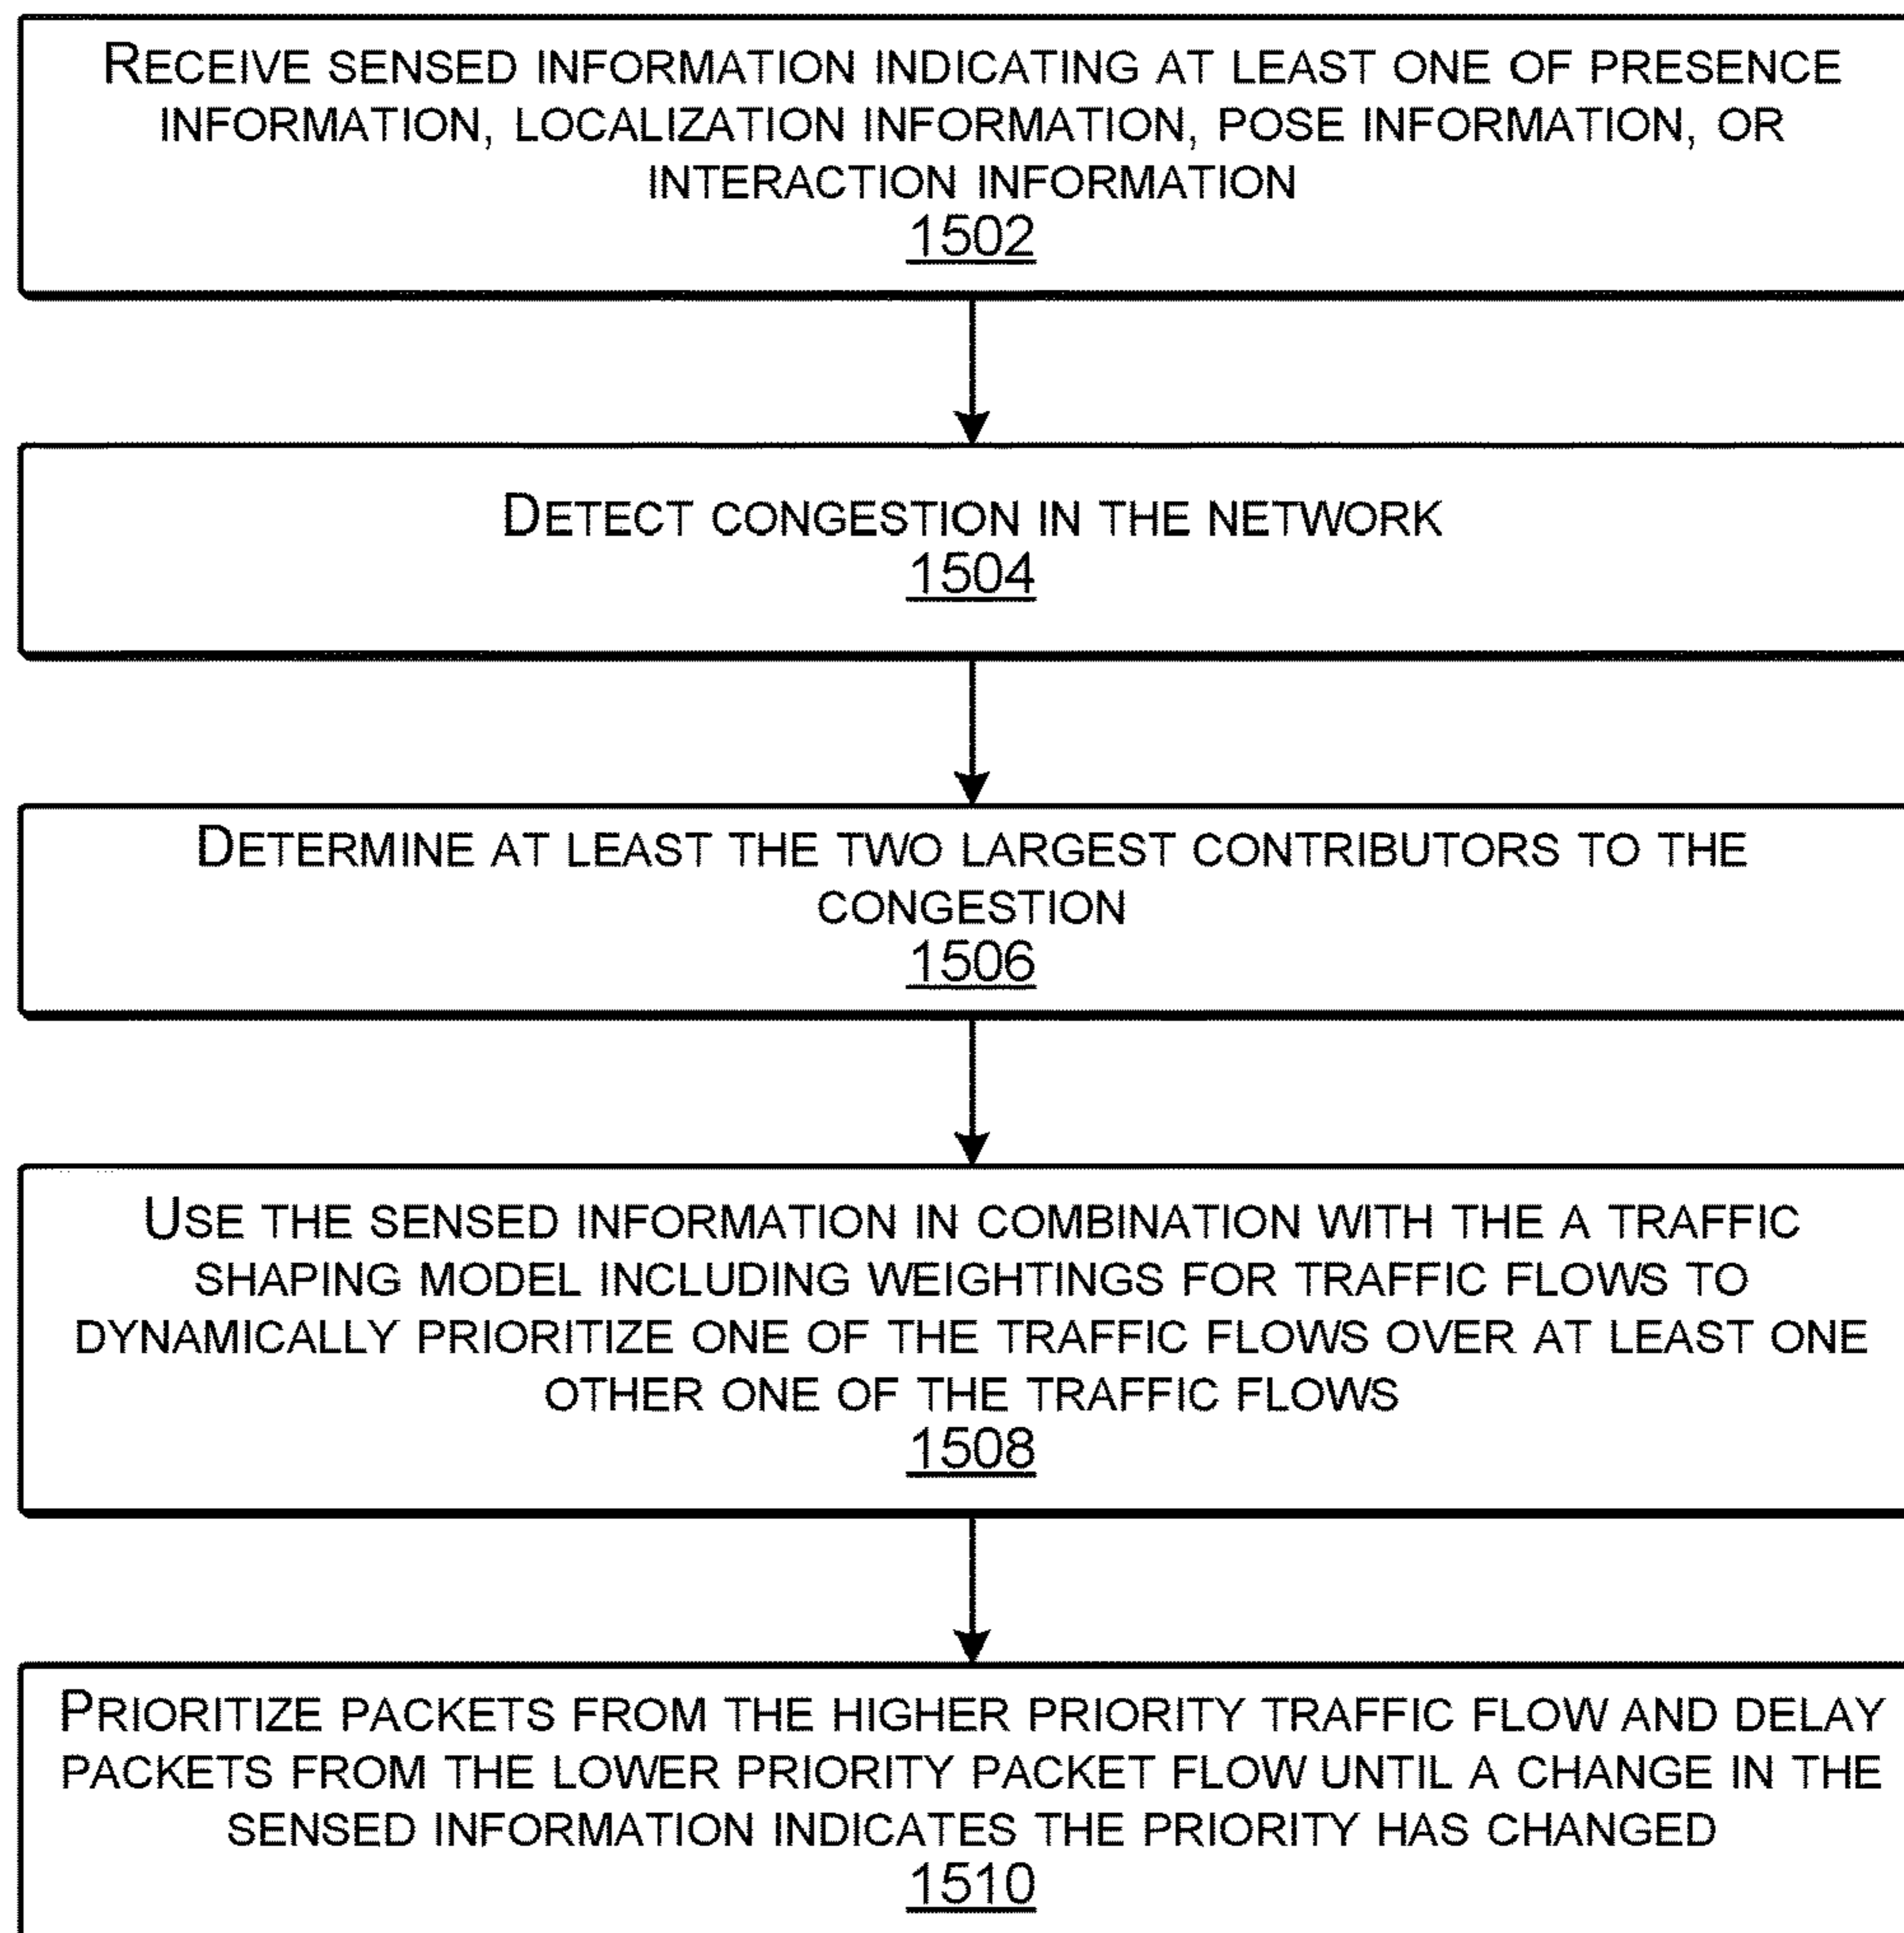 RECEIVE SENSED INFORMATION INDICATING AT LEAST ONE OF PRESENCE
INFORMATION, LOCALIZATION INFORMATION, POSE INFORMATION, OR
INTERACTION INFORMATION
1502
DETECT CONGESTION IN THE NETWORK
1504
DETERMINE AT LEAST THE TWO LARGEST CONTRIBUTORS TO THE
CONGESTION
1506
USE THE SENSED INFORMATION IN COMBINATION WITH THE A TRAFFIC
SHAPING MODEL INCLUDING WEIGHTINGS FOR TRAFFIC FLOWS TO
DYNAMICALLY PRIORITIZE ONE OF THE TRAFFIC FLOWS OVER AT LEAST ONE
OTHER ONE OF THE TRAFFIC FLOWS
1508
PRIORITIZE PACKETS FROM THE HIGHER PRIORITY TRAFFIC FLOW AND DELAY
PACKETS FROM THE LOWER PRIORITY PACKET FLOW UNTIL A CHANGE IN THE
SENSED INFORMATION INDICATES THE PRIORITY HAS CHANGED
1510